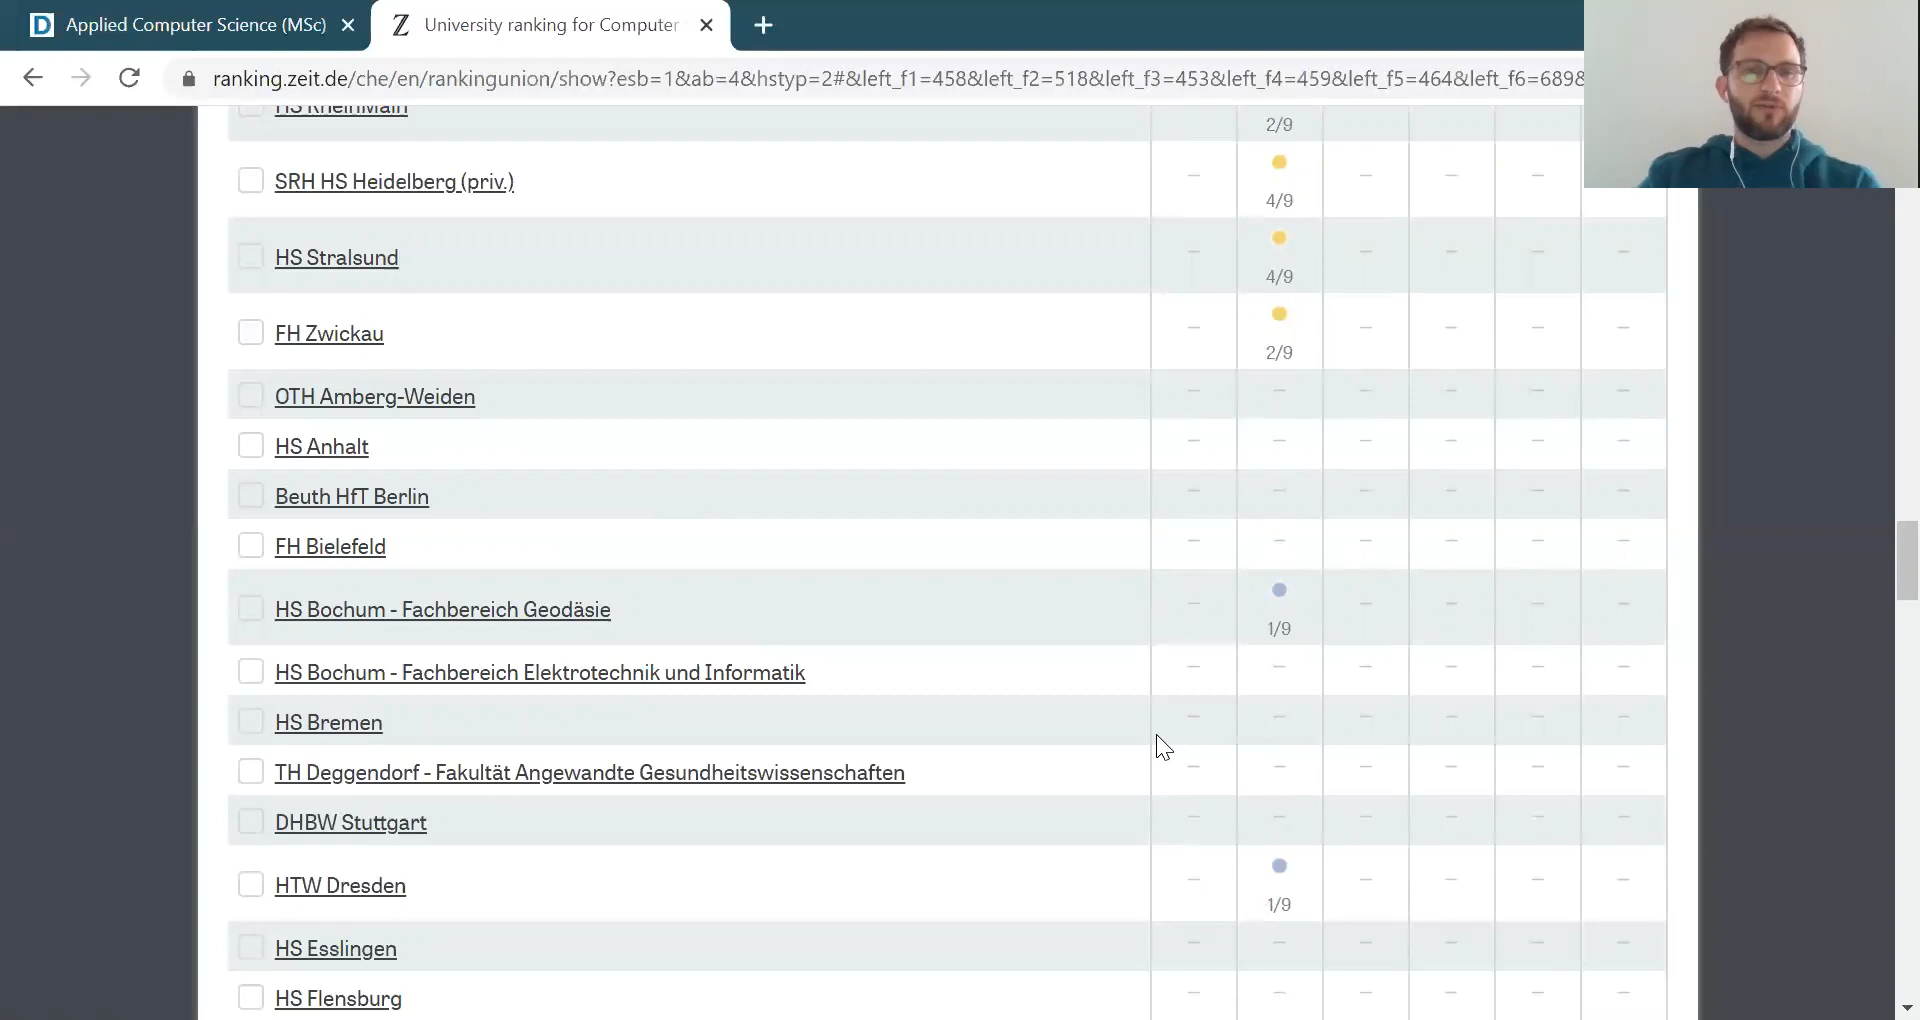 D Applied Computer Science (MSc)
Z University ranking for Computer
ranking.zeit.de/che/en/rankingunion/show?esb=1&ab=4&hstyp=2#&left_f1=458&left_f2=518&left_f3=453&left_f4=459&left_f5=464&left_f6=689&
HS RheinMain – 2/9
SRH HS Heidelberg (priv.) – 4/9 – – –
HS Stralsund – 4/9 – – – –
FH Zwickau – 2/9 – – – –
OTH Amberg-Weiden – – – – – –
HS Anhalt – – – – – –
Beuth HfT Berlin – – – – – –
FH Bielefeld – – – – – –
HS Bochum - Fachbereich Geodäsie – 1/9 – – – –
HS Bochum - Fachbereich Elektrotechnik und Informatik – – – – – –
HS Bremen – – – – – –
TH Deggendorf - Fakultät Angewandte Gesundheitswissenschaften – – – – – –
DHBW Stuttgart – – – – – –
HTW Dresden – 1/9 – – – –
HS Esslingen – – – – – –
HS Flensburg – – – – – –